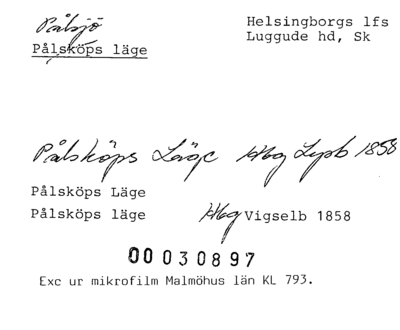 Pålsjö
Pålsköps läge
Helsingborgs lfs
Luggude hd, Sk
Pålsköps Läge Hbg Lysb 1858
Pålsköps Läge
Pålsköps läge Hbg Vigselb 1858
00030897
Exc ur mikrofilm Malmöhus län KL 793.